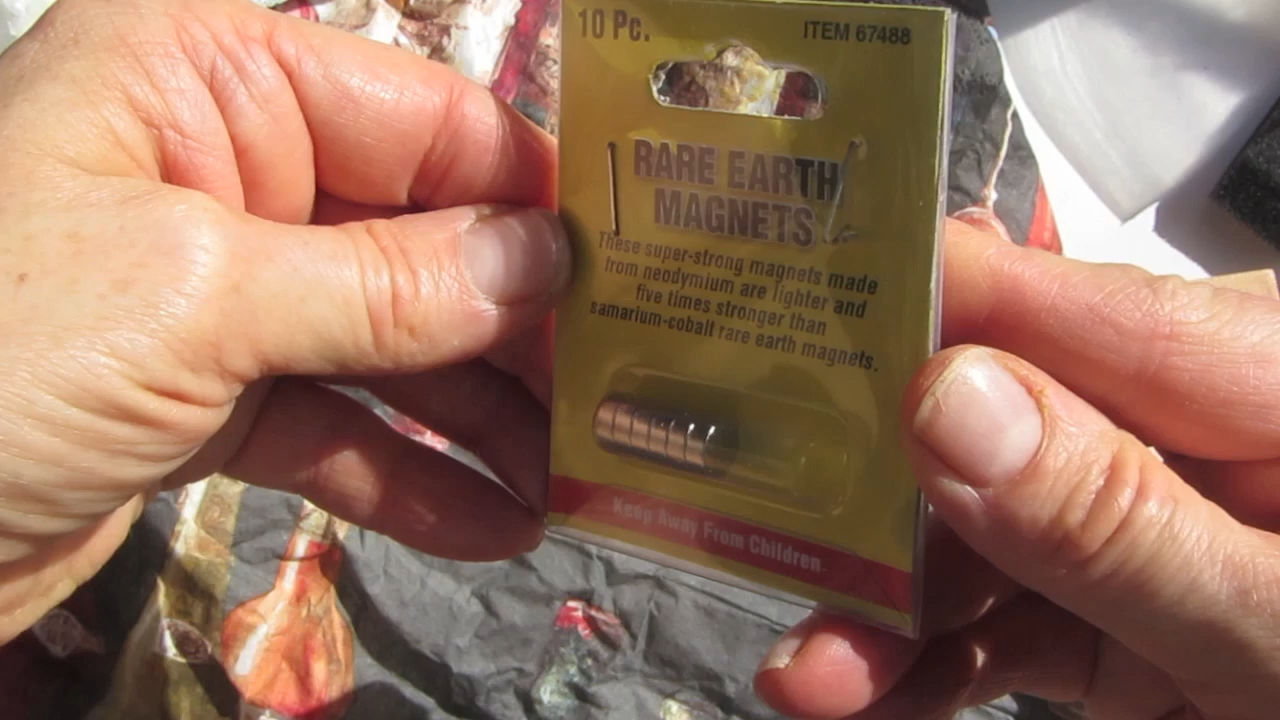 10 Pc. ITEM 67488
RARE EARTH
MAGNETS
These super-strong magnets made
from neodymium are lighter and
five times stronger than
samarium-cobalt rare earth magnets.
Keep Away From Children